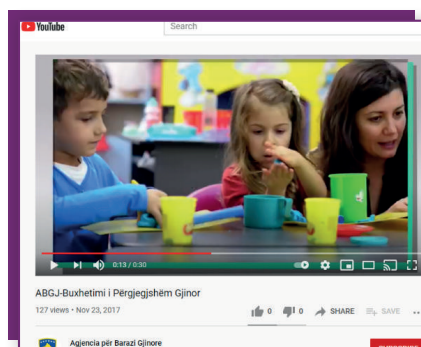 YouTube
Search
0:13 / 0:30
ABGJ-Buxhetimi i Përgjegjshëm Gjinor
127 views • Nov 23, 2017
0 0 SHARE SAVE ...
Agjencia për Barazi Gjinore